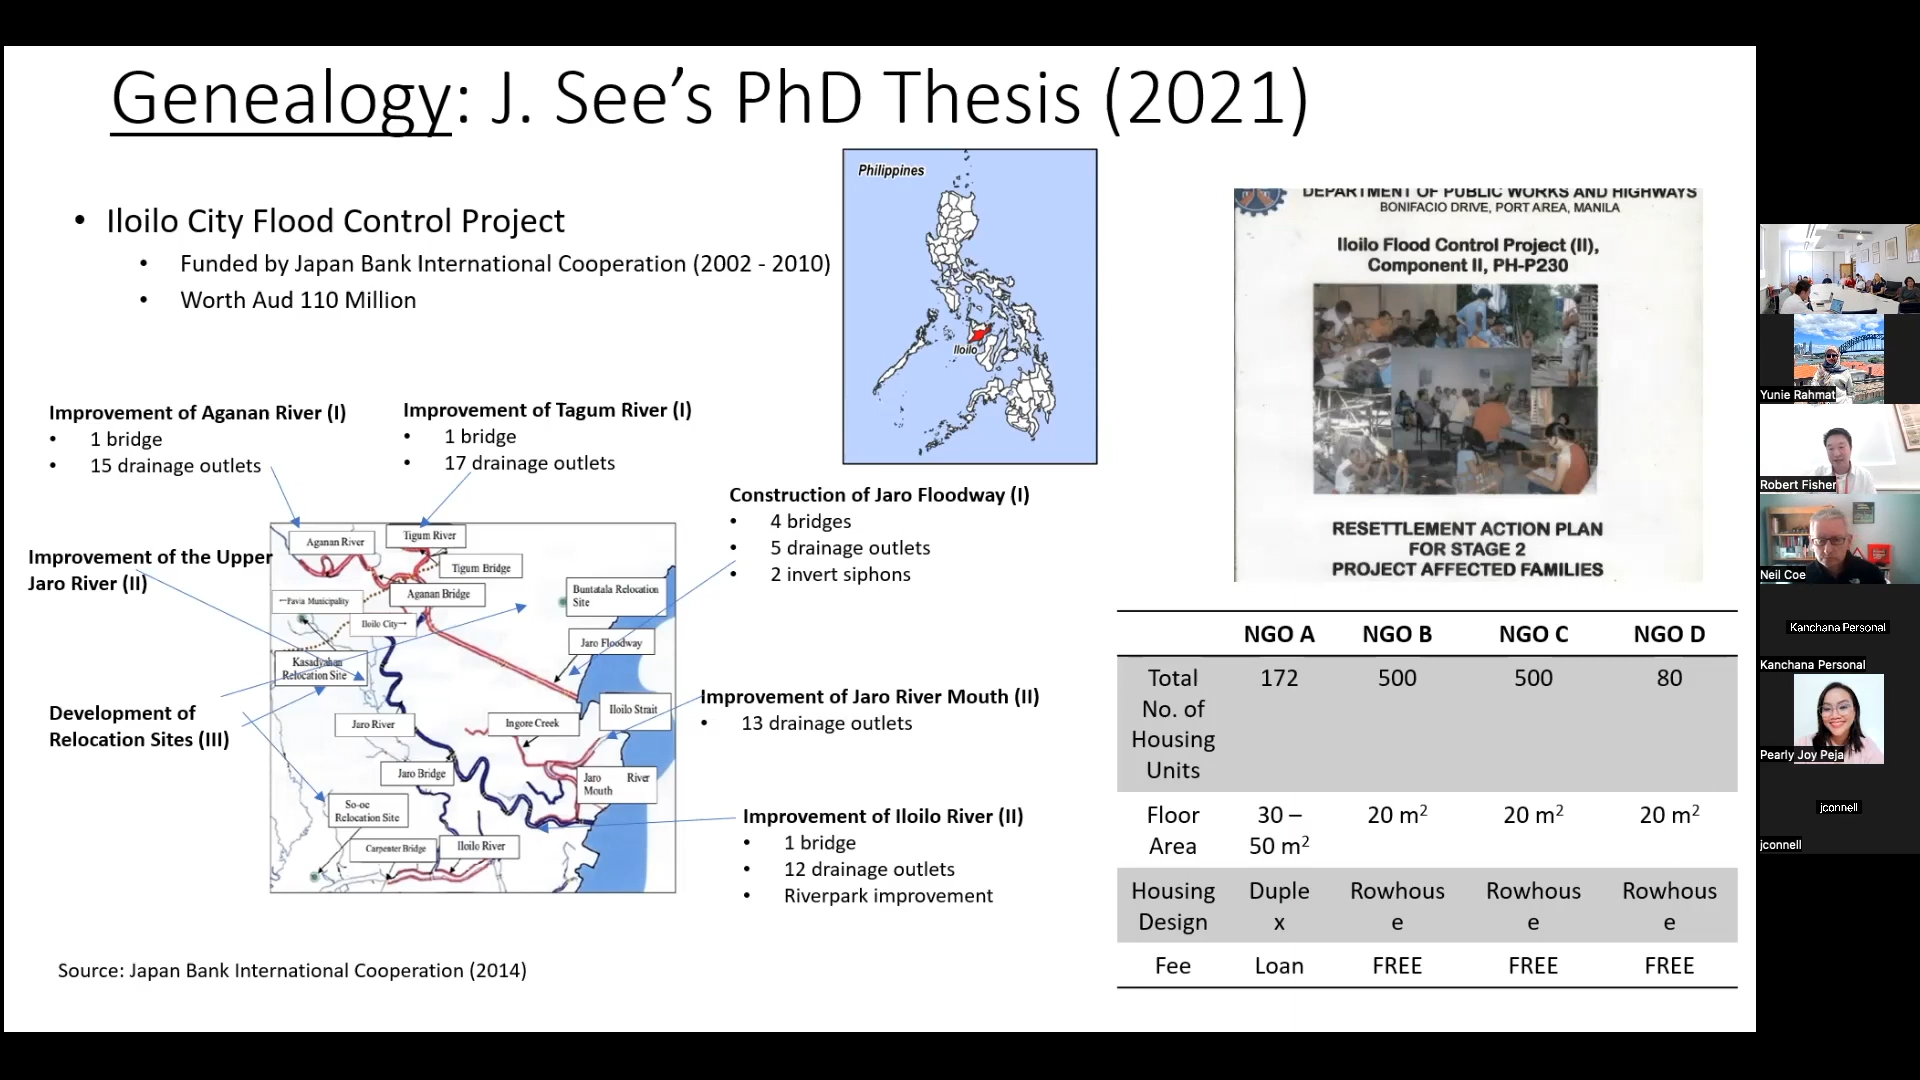 Genealogy: J. See's PhD Thesis (2021)
• Iloilo City Flood Control Project
• Funded by Japan Bank International Cooperation (2002 - 2010)
• Worth Aud 110 Million
Philippines
Iloilo
DEPARTMENT OF PUBLIC WORKS AND HIGHWAYS
BONIFACIO DRIVE, PORT AREA, MANILA
Iloilo Flood Control Project (II),
Component II, PH-P230
RESETTLEMENT ACTION PLAN
FOR STAGE 2
PROJECT AFFECTED FAMILIES
Improvement of Aganan River (I)
• 1 bridge
• 15 drainage outlets
Improvement of Tagum River (I)
• 1 bridge
• 17 drainage outlets
Construction of Jaro Floodway (I)
• 4 bridges
• 5 drainage outlets
• 2 invert siphons
Improvement of the Upper
Jaro River (II)
Development of
Relocation Sites (III)
Improvement of Jaro River Mouth (II)
• 13 drainage outlets
Improvement of Iloilo River (II)
• 1 bridge
• 12 drainage outlets
• Riverpark improvement
Aganan River
Tigum River
Tigum Bridge
Aganan Bridge
←Pavia Municipality
Iloilo City→
Buntatala Relocation
Site
Jaro Floodway
Kasadyahan
Relocation Site
Iloilo Strait
Jaro River
Ingore Creek
Jaro Bridge
Jaro River
Mouth
So-oc
Relocation Site
Carpenter Bridge
Iloilo River
Source: Japan Bank International Cooperation (2014)
NGO A NGO B NGO C NGO D
Total 172 500 500 80
No. of
Housing
Units
Floor 30 – 20 m² 20 m² 20 m²
Area 50 m²
Housing Duple Rowhous Rowhous Rowhous
Design x e e e
Fee Loan FREE FREE FREE
Yunie Rahmat
Robert Fisher
Neil Coe
Kanchana Personal
Kanchana Personal
Pearly Joy Peja
jconnell
jconnell